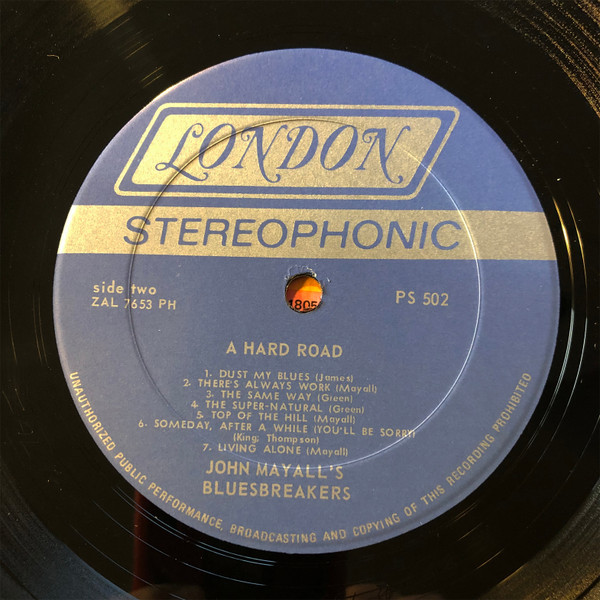 LONDON
STEREOPHONIC
side two
ZAL 7653 PH
PS 502
1805
A HARD ROAD
1- DUST MY BLUES (James)
2- THERE'S ALWAYS WORK (Mayall)
3- THE SAME WAY (Green)
4- THE SUPER-NATURAL (Green)
5- TOP OF THE HILL (Mayall)
6- SOMEDAY, AFTER A WHILE (YOU'LL BE SORRY)
(King; Thompson)
7- LIVING ALONE (Mayall)
JOHN MAYALL'S
BLUESBREAKERS
UNAUTHORIZED PUBLIC PERFORMANCE, BROADCASTING AND COPYING OF THIS RECORDING PROHIBITED